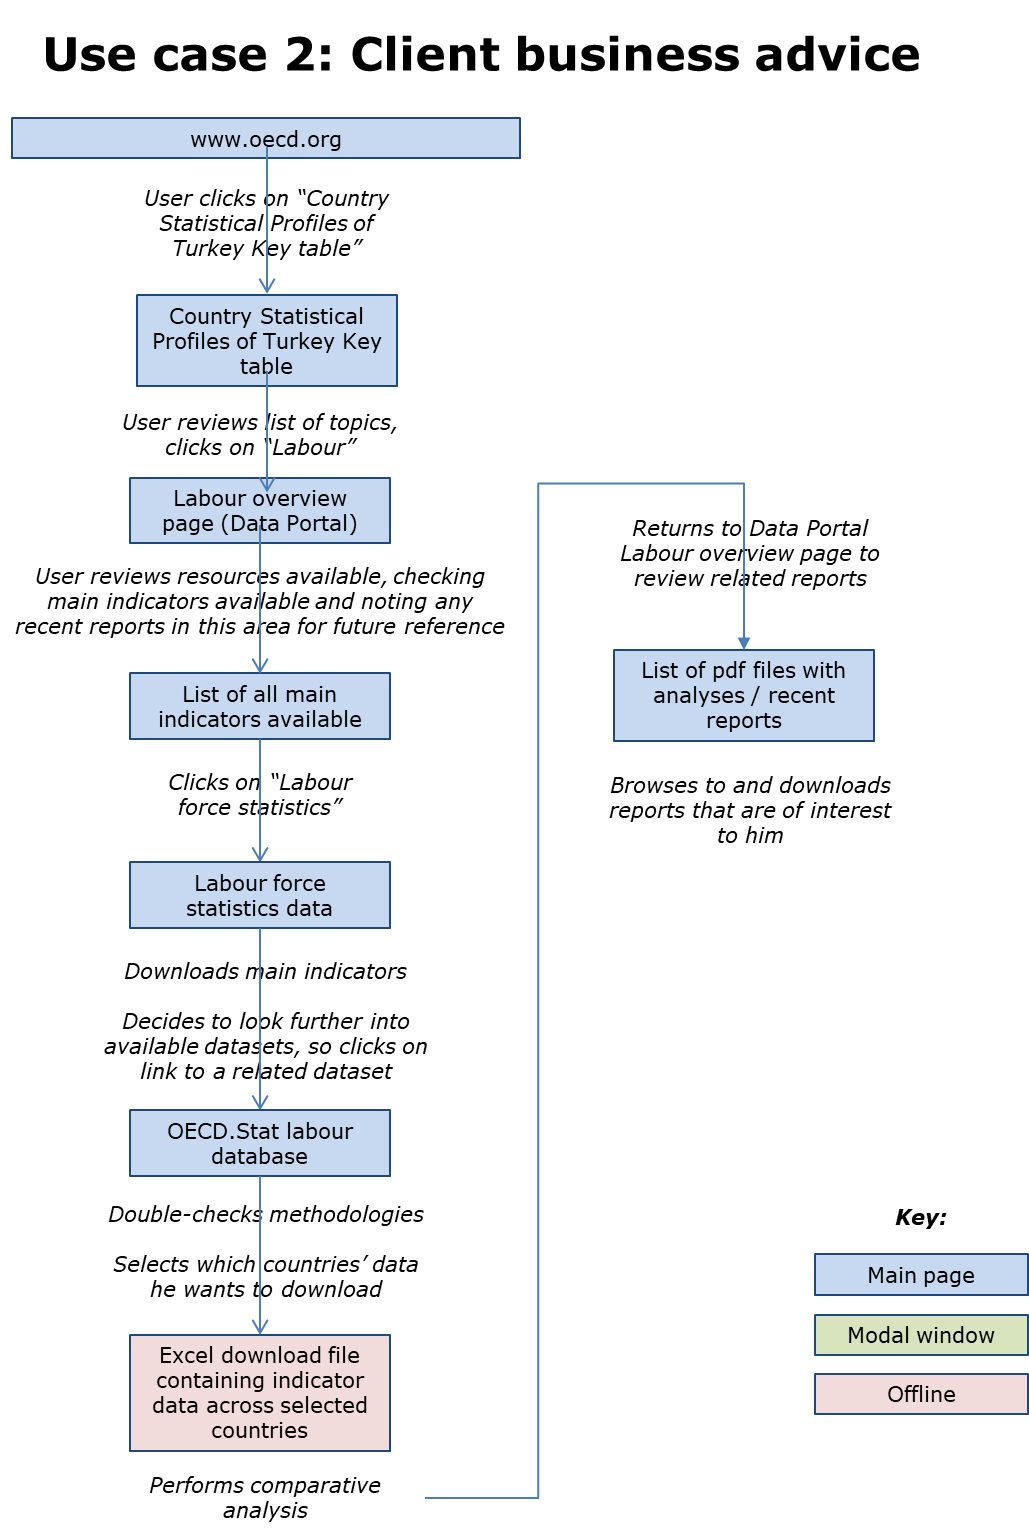 Use case 2: Client business advice
www.oecd.org
User clicks on “Country
Statistical Profiles of
Turkey Key table”
Country Statistical
Profiles of Turkey Key
table
User reviews list of topics,
clicks on “Labour”
Labour overview
page (Data Portal)
User reviews resources available, checking
main indicators available and noting any
recent reports in this area for future reference
List of all main
indicators available
Clicks on “Labour
force statistics”
Labour force
statistics data
Downloads main indicators
Decides to look further into
available datasets, so clicks on
link to a related dataset
OECD.Stat labour
database
Double-checks methodologies
Selects which countries’ data
he wants to download
Excel download file
containing indicator
data across selected
countries
Performs comparative
analysis
Returns to Data Portal
Labour overview page to
review related reports
List of pdf files with
analyses / recent
reports
Browses to and downloads
reports that are of interest
to him
Key:
Main page
Modal window
Offline